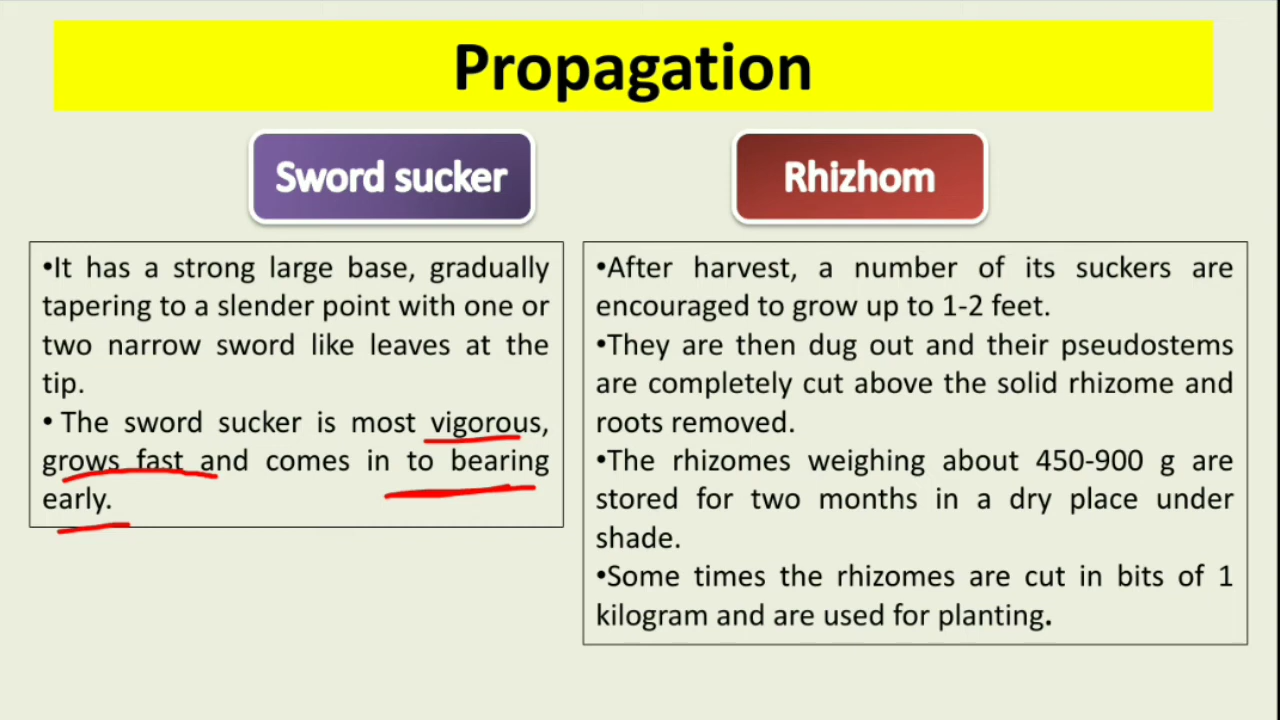 Propagation
Sword sucker
•It has a strong large base, gradually
tapering to a slender point with one or
two narrow sword like leaves at the
tip.
• The sword sucker is most vigorous,
grows fast and comes in to bearing
early.
Rhizhom
•After harvest, a number of its suckers are
encouraged to grow up to 1-2 feet.
•They are then dug out and their pseudostems
are completely cut above the solid rhizome and
roots removed.
•The rhizomes weighing about 450-900 g are
stored for two months in a dry place under
shade.
•Some times the rhizomes are cut in bits of 1
kilogram and are used for planting.